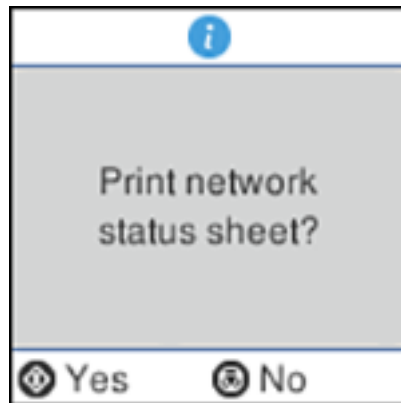 i
Print network
status sheet?
Yes No